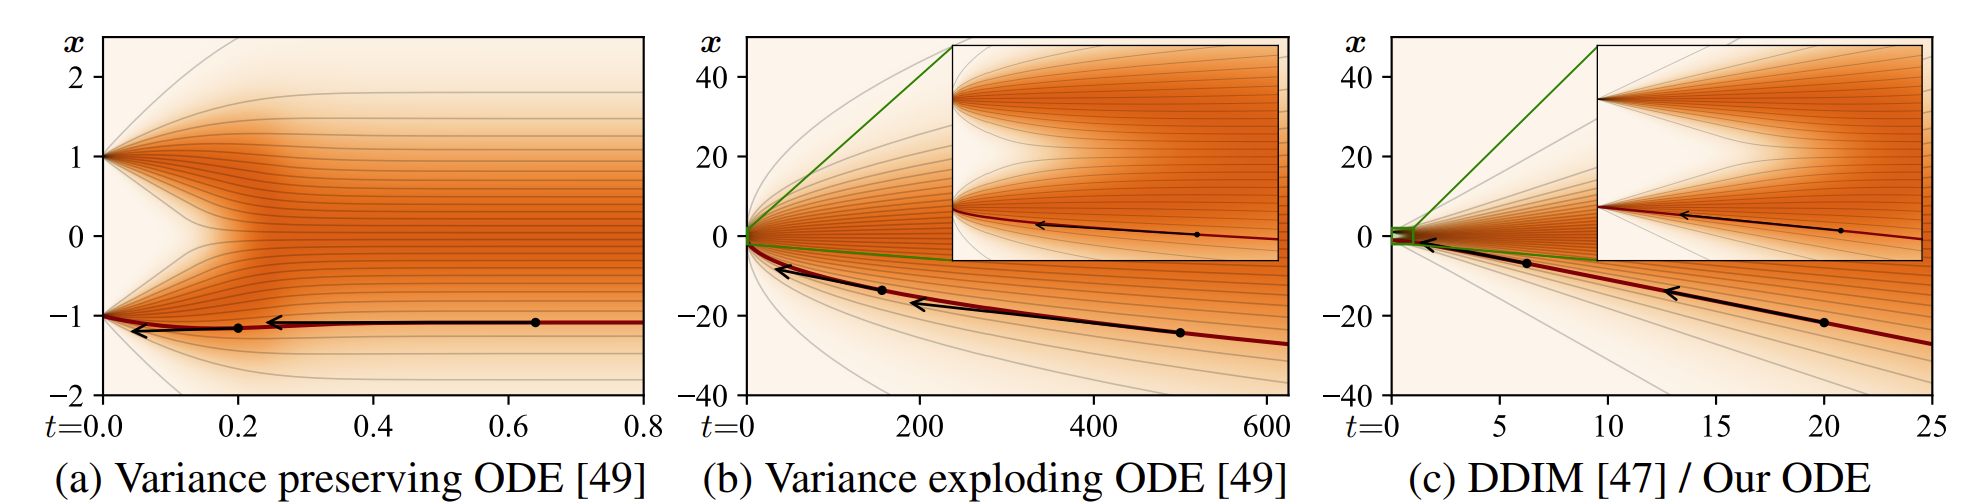 x
2
1
0
−1
−2
t=0.0 0.2 0.4 0.6 0.8
(a) Variance preserving ODE [49]
x
40
20
0
−20
−40
t=0 200 400 600
(b) Variance exploding ODE [49]
x
40
20
0
−20
−40
t=0 5 10 15 20 25
(c) DDIM [47] / Our ODE